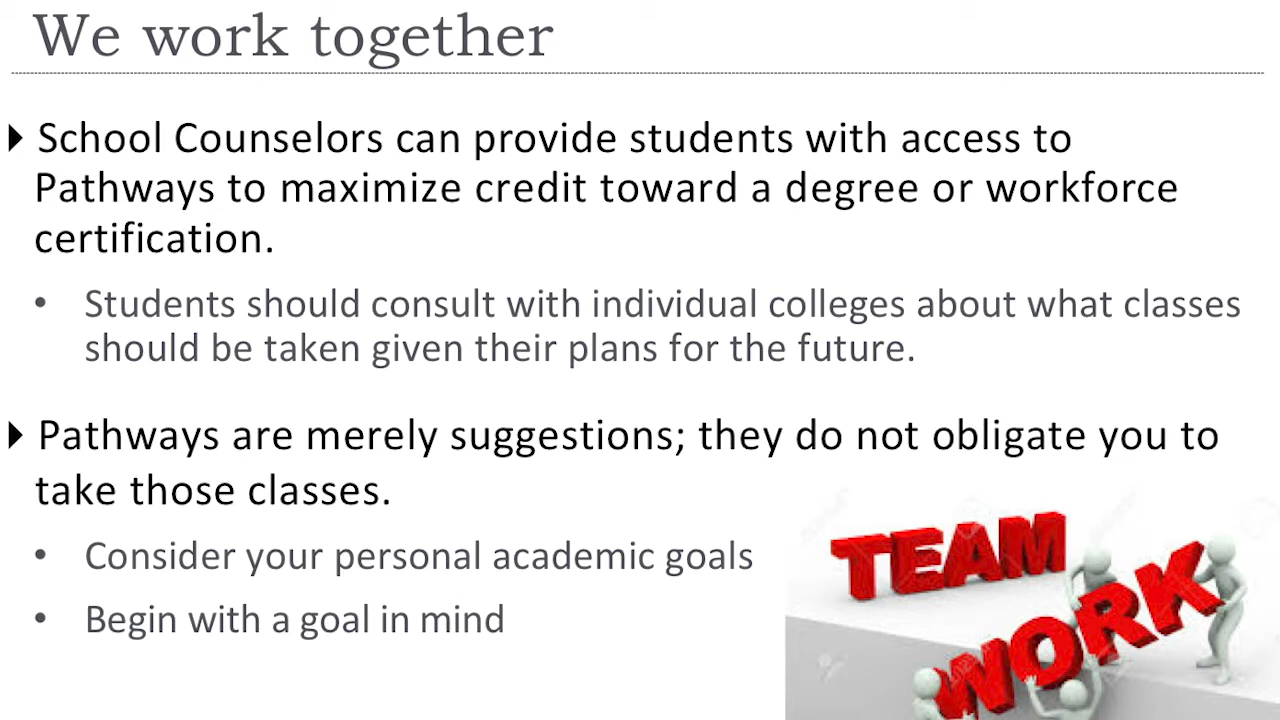 We work together
School Counselors can provide students with access to
Pathways to maximize credit toward a degree or workforce
certification.
• Students should consult with individual colleges about what classes
should be taken given their plans for the future.
Pathways are merely suggestions; they do not obligate you to
take those classes.
• Consider your personal academic goals
• Begin with a goal in mind
TEAM
WORK